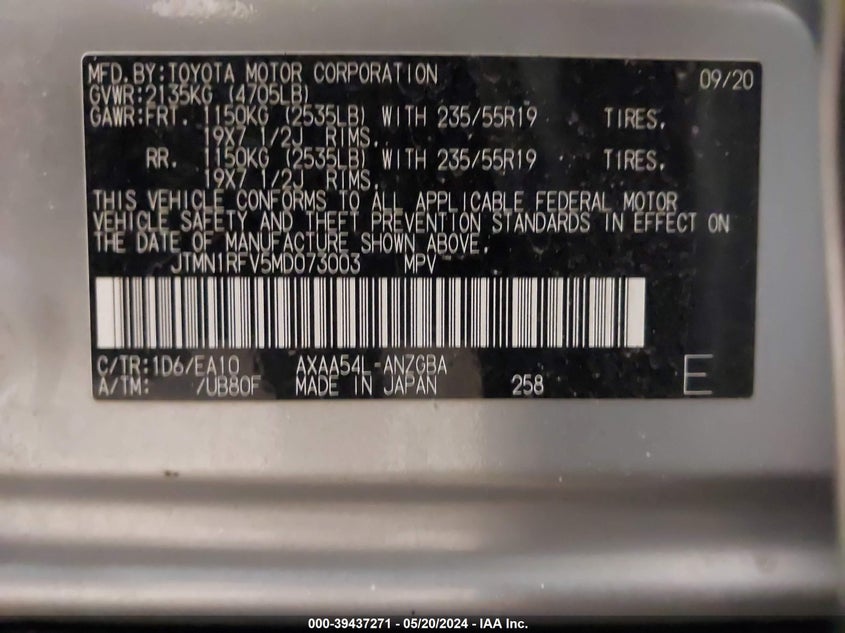 MFD.BY:TOYOTA MOTOR CORPORATION 09/20
GVWR:2135KG (4705LB)
GAWR:FRT. 1150KG (2535LB) WITH 235/55R19 TIRES,
19X7 1/2J RIMS,
RR. 1150KG (2535LB) WITH 235/55R19 TIRES,
19X7 1/2J RIMS,
THIS VEHICLE CONFORMS TO ALL APPLICABLE FEDERAL MOTOR
VEHICLE SAFETY AND THEFT PREVENTION STANDARDS IN EFFECT ON
THE DATE OF MANUFACTURE SHOWN ABOVE.
JTMN1RFV5MD073003 MPV
C/TR:1D6/EA10 AXAA54L-ANZGBA
A/TM: /UB80F MADE IN JAPAN 258 E
000-39437271 - 05/20/2024 - IAA Inc.